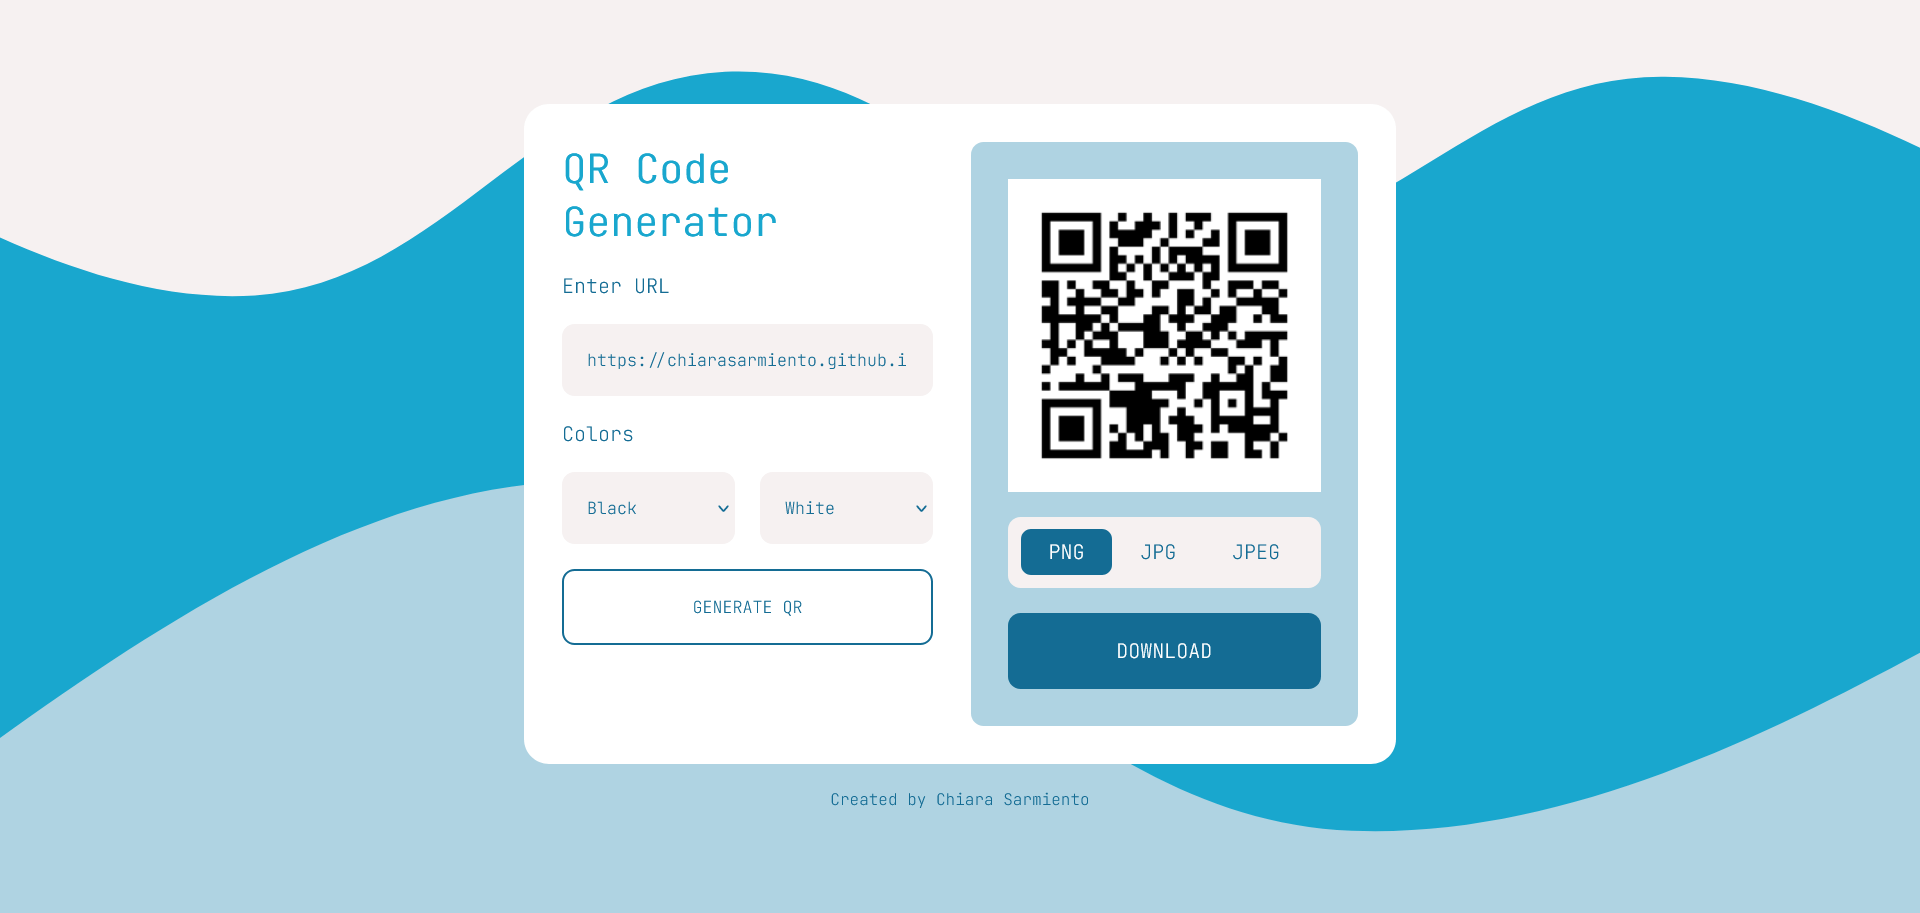 QR Code
Generator
Enter URL
https://chiarasarmiento.github.i
Colors
Black
White
GENERATE QR
PNG
JPG
JPEG
DOWNLOAD
Created by Chiara Sarmiento